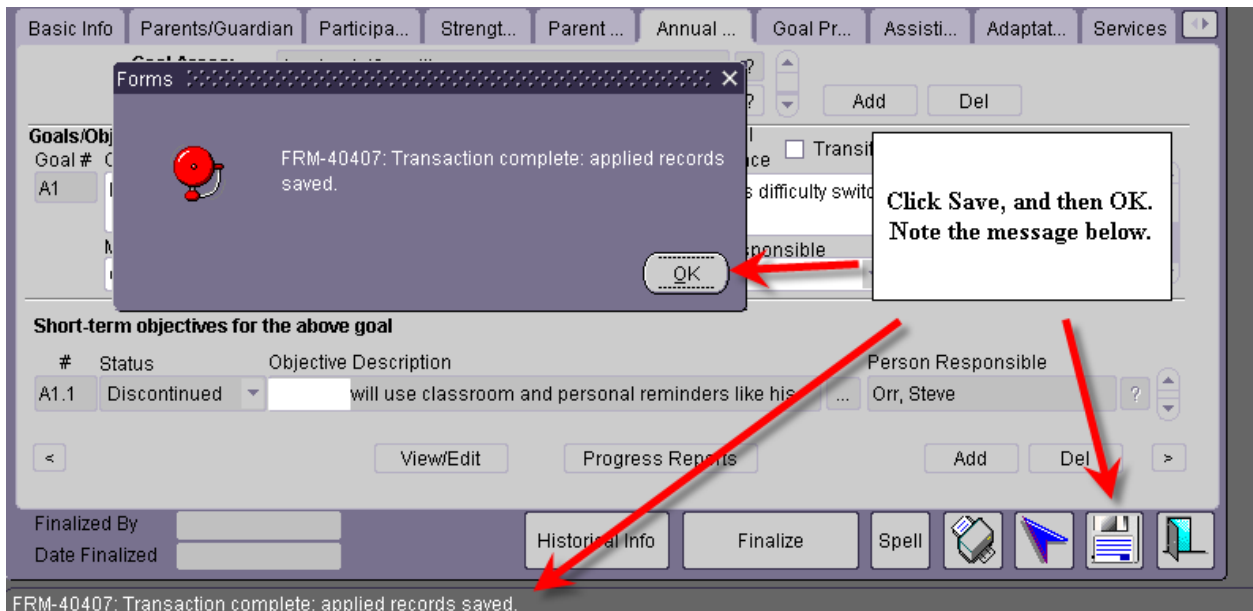 Basic Info Parents/Guardian Participa... Strengt... Parent ... Annual ... Goal Pr... Assisti... Adaptat... Services
Forms
? Add Del
FRM-40407: Transaction complete: applied records
saved.
OK
Click Save, and then OK.
Note the message below.
Goal #
A1 difficulty
Short-term objectives for the above goal
# Status Objective Description Person Responsible
A1.1 Discontinued will use classroom and personal reminders like his ... Orr, Steve ?
< View/Edit Progress Reports Add Del >
Finalized By
Date Finalized
Historical Info Finalize Spell
FRM-40407: Transaction complete: applied records saved.